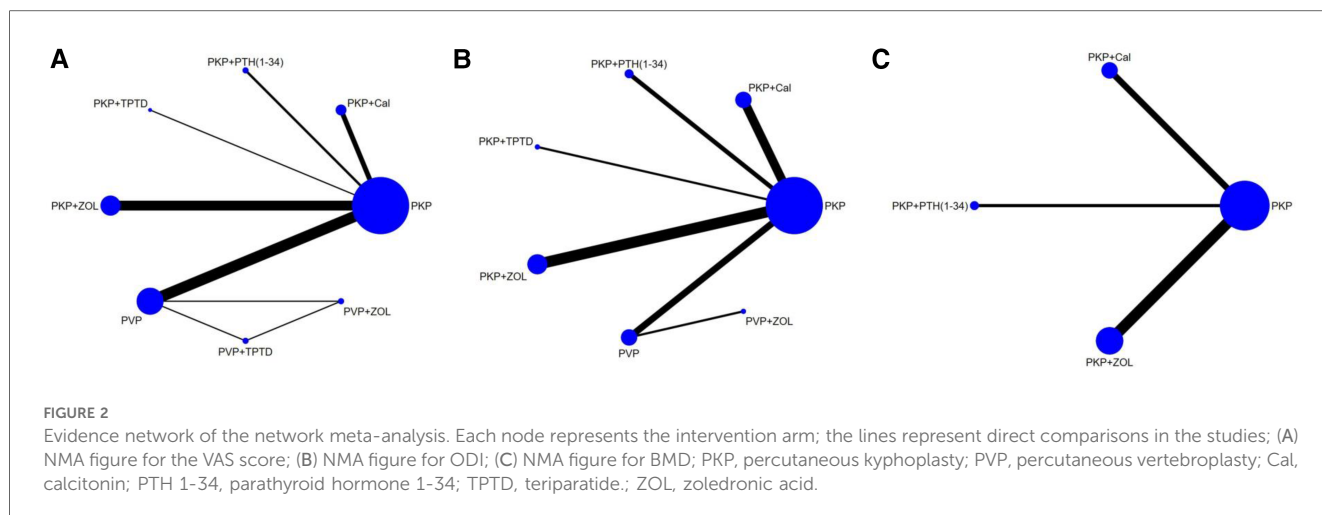 A
PKP+PTH(1-34)
PKP+TPTD
PKP+Cal
PKP+ZOL
PKP
PVP
PVP+ZOL
PVP+TPTD
B
PKP+PTH(1-34)
PKP+Cal
PKP+TPTD
PKP
PKP+ZOL
PVP+ZOL
PVP
C
PKP+Cal
PKP+PTH(1-34)
PKP
PKP+ZOL
FIGURE 2
Evidence network of the network meta-analysis. Each node represents the intervention arm; the lines represent direct comparisons in the studies; (A)
NMA figure for the VAS score; (B) NMA figure for ODI; (C) NMA figure for BMD; PKP, percutaneous kyphoplasty; PVP, percutaneous vertebroplasty; Cal,
calcitonin; PTH 1-34, parathyroid hormone 1-34; TPTD, teriparatide.; ZOL, zoledronic acid.